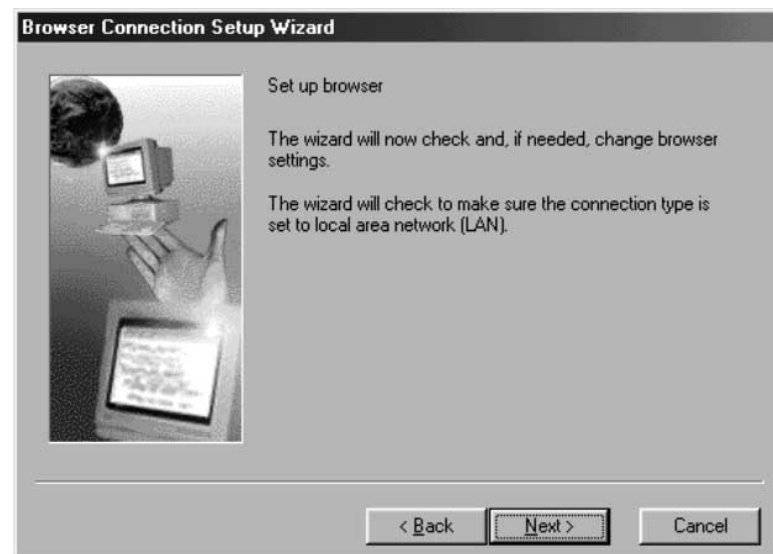 Browser Connection Setup Wizard
Set up browser
The wizard will now check and, if needed, change browser
settings.
The wizard will check to make sure the connection type is
set to local area network (LAN).
< Back
Next >
Cancel